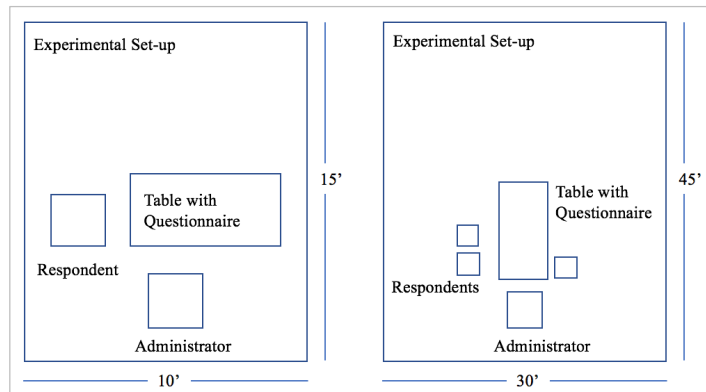 Experimental Set-up
Table with
Questionnaire
Respondent
Administrator
15’
10’
Experimental Set-up
Table with
Questionnaire
Respondents
Administrator
45’
30’